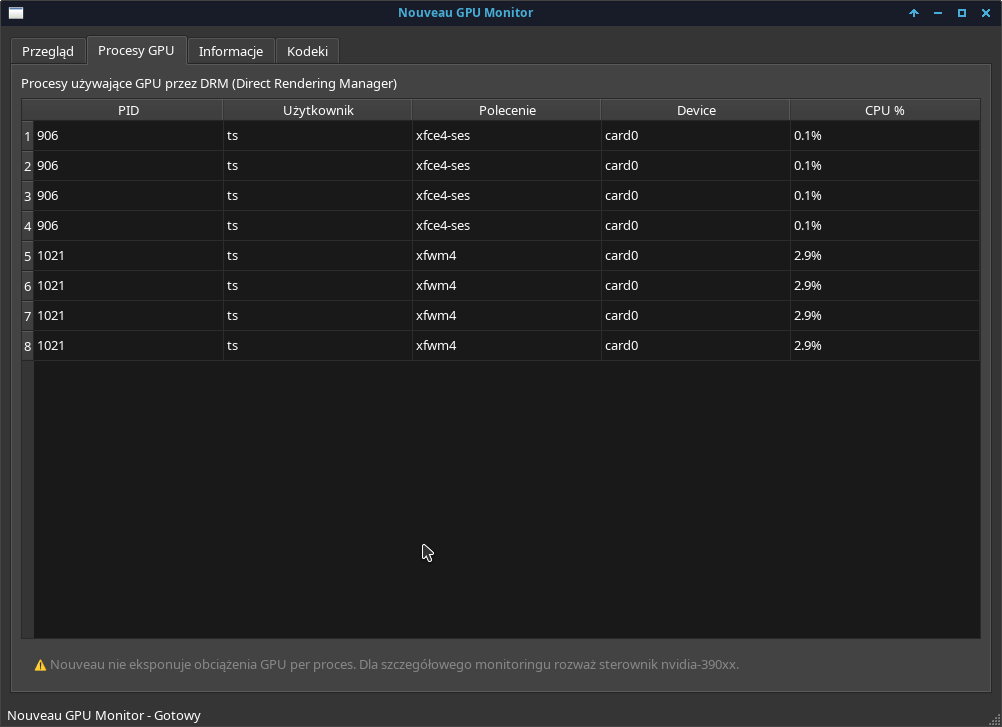 Nouveau GPU Monitor
Przegląd Procesy GPU Informacje Kodeki
Procesy używające GPU przez DRM (Direct Rendering Manager)
PID Użytkownik Polecenie Device CPU %
1 906 ts xfce4-ses card0 0.1%
2 906 ts xfce4-ses card0 0.1%
3 906 ts xfce4-ses card0 0.1%
4 906 ts xfce4-ses card0 0.1%
5 1021 ts xfwm4 card0 2.9%
6 1021 ts xfwm4 card0 2.9%
7 1021 ts xfwm4 card0 2.9%
8 1021 ts xfwm4 card0 2.9%
⚠️ Nouveau nie eksponuje obciążenia GPU per proces. Dla szczegółowego monitoringu rozważ sterownik nvidia-390xx.
Nouveau GPU Monitor - Gotowy